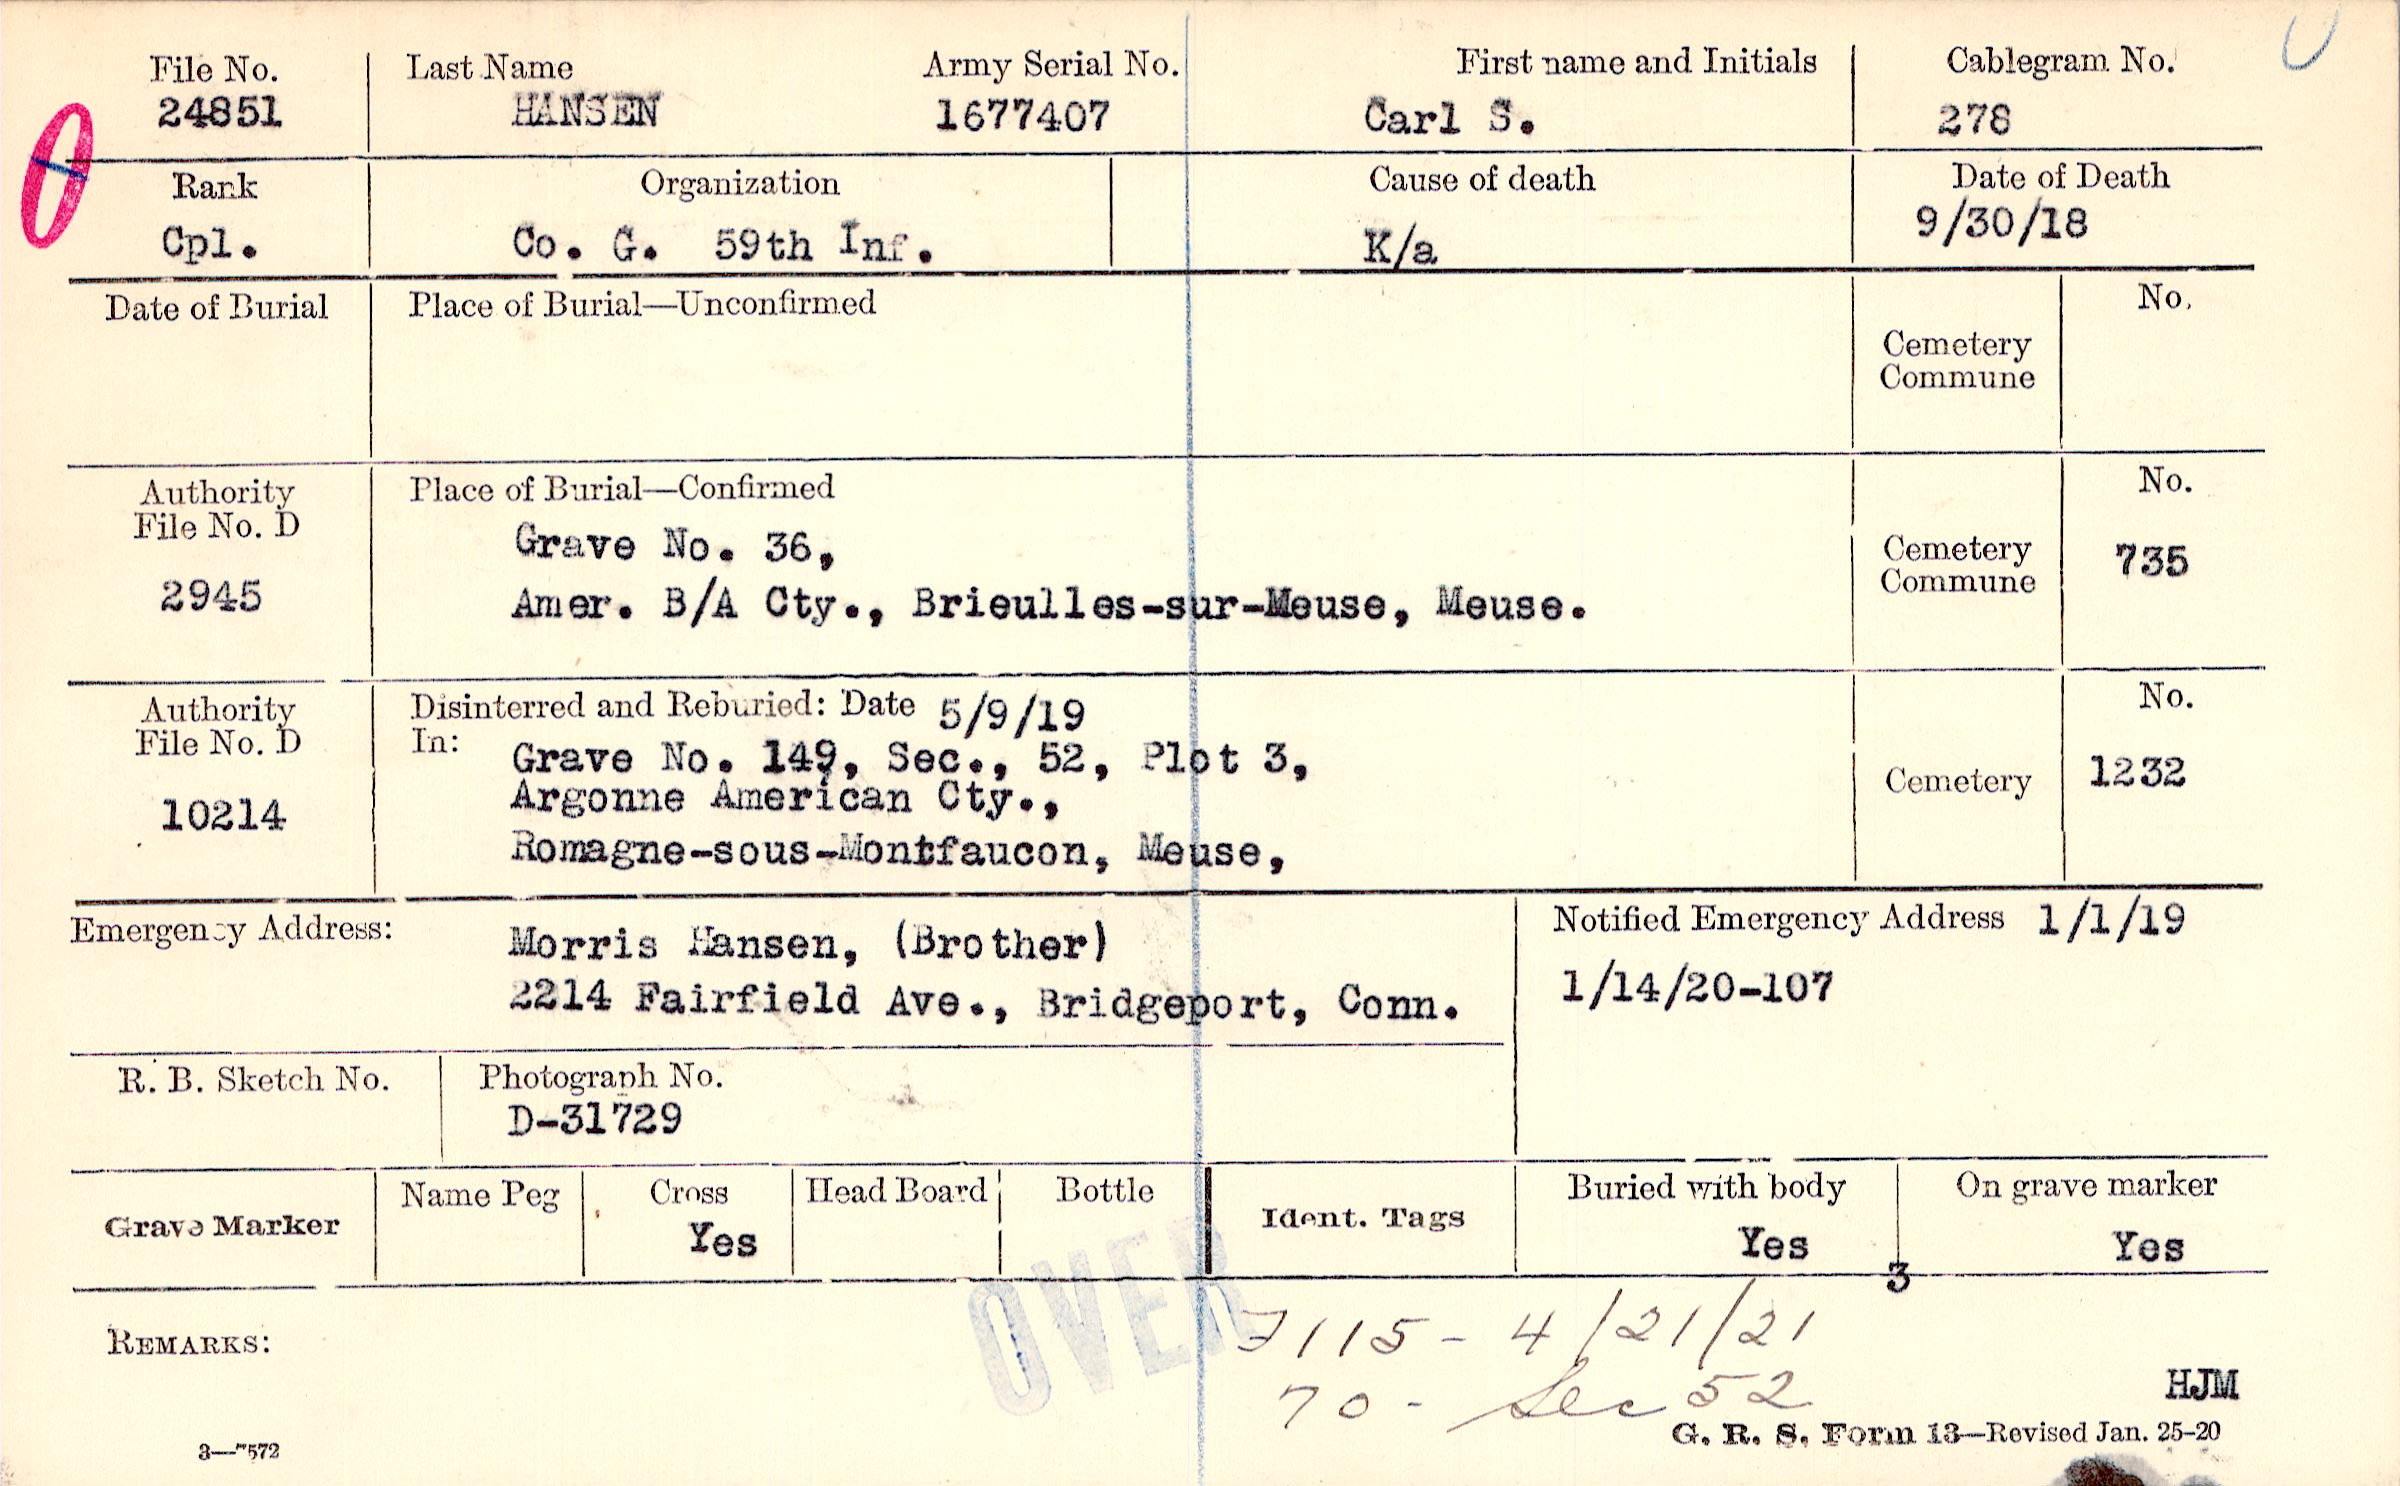 File No. Last Name Army Serial No. First name and Initials Cablegram No.
24851 HANSEN 1677407 Carl S. 278
Rank Organization Cause of death Date of Death
Cpl. Co. G. 59th Inf. K/a 9/30/18
Date of Burial Place of Burial—Unconfirmed No.
Cemetery
Commune
Authority Place of Burial—Confirmed No.
File No. D
Grave No. 36,
Cemetery 735
Commune
2945 Amer. B/A Cty., Brieulles-sur-Meuse, Meuse.
Authority Disinterred and Reburied: Date 5/9/19 No.
File No. D In:
Grave No. 149, Sec., 52, Plot 3,
Cemetery 1232
10214 Argonne American Cty.,
Romagne-sous-Montfaucon, Meuse,
Emergency Address: Notified Emergency Address 1/1/19
Morris Hansen, (Brother)
2214 Fairfield Ave., Bridgeport, Conn. 1/14/20-107
R. B. Sketch No. Photograph No.
D-31729
Grave Marker Name Peg Cross Head Board Bottle Ident. Tags Buried with body On grave marker
Yes Yes Yes
3
OVER
7115 - 4/21/21
REMARKS:
70 - Sec 52
HJM
G. R. S. Form 13—Revised Jan. 25-20
3—7572